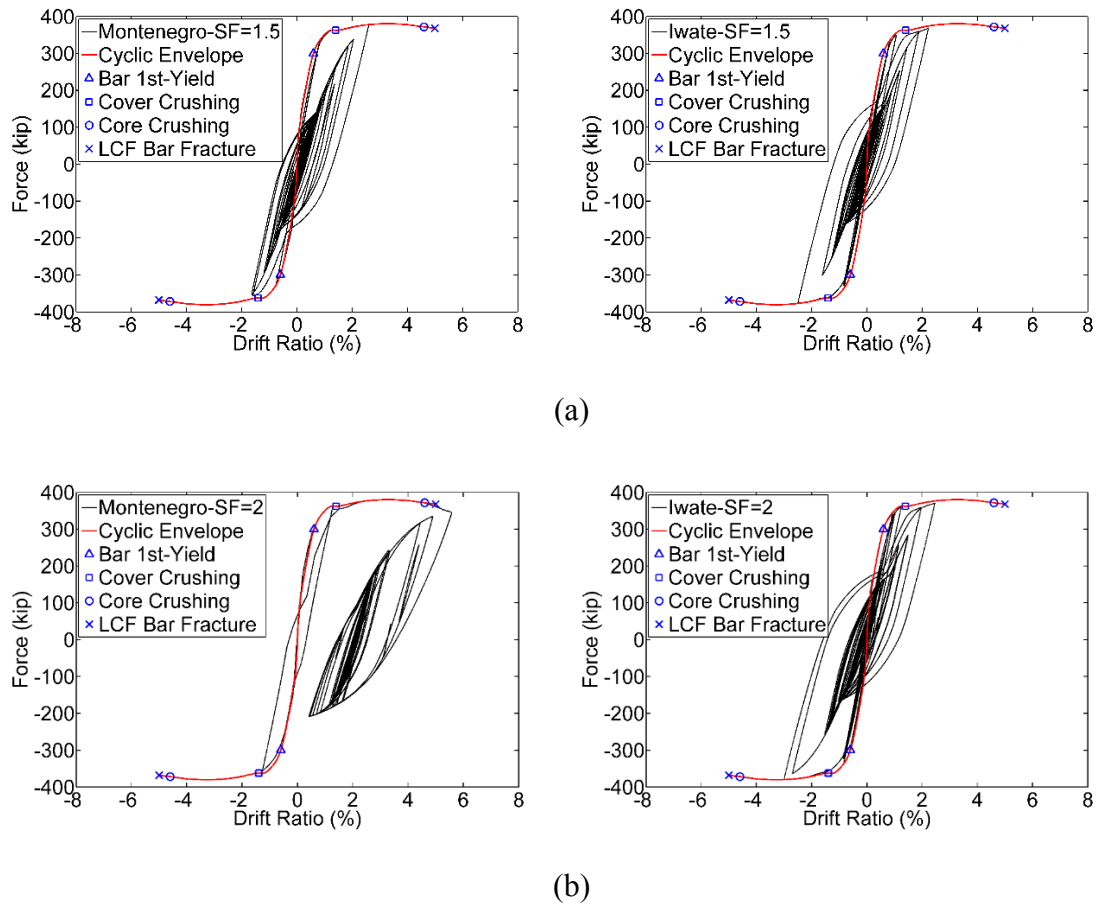 400
300
200
100
0
-100
-200
-300
-400
Force (kip)
Montenegro-SF=1.5
Cyclic Envelope
Bar 1st-Yield
Cover Crushing
Core Crushing
LCF Bar Fracture
-8 -6 -4 -2 0 2 4 6 8
Drift Ratio (%)
400
300
200
100
0
-100
-200
-300
-400
Force (kip)
Iwate-SF=1.5
Cyclic Envelope
Bar 1st-Yield
Cover Crushing
Core Crushing
LCF Bar Fracture
-8 -6 -4 -2 0 2 4 6 8
Drift Ratio (%)
(a)
400
300
200
100
0
-100
-200
-300
-400
Force (kip)
Montenegro-SF=2
Cyclic Envelope
Bar 1st-Yield
Cover Crushing
Core Crushing
LCF Bar Fracture
-8 -6 -4 -2 0 2 4 6 8
Drift Ratio (%)
400
300
200
100
0
-100
-200
-300
-400
Force (kip)
Iwate-SF=2
Cyclic Envelope
Bar 1st-Yield
Cover Crushing
Core Crushing
LCF Bar Fracture
-8 -6 -4 -2 0 2 4 6 8
Drift Ratio (%)
(b)